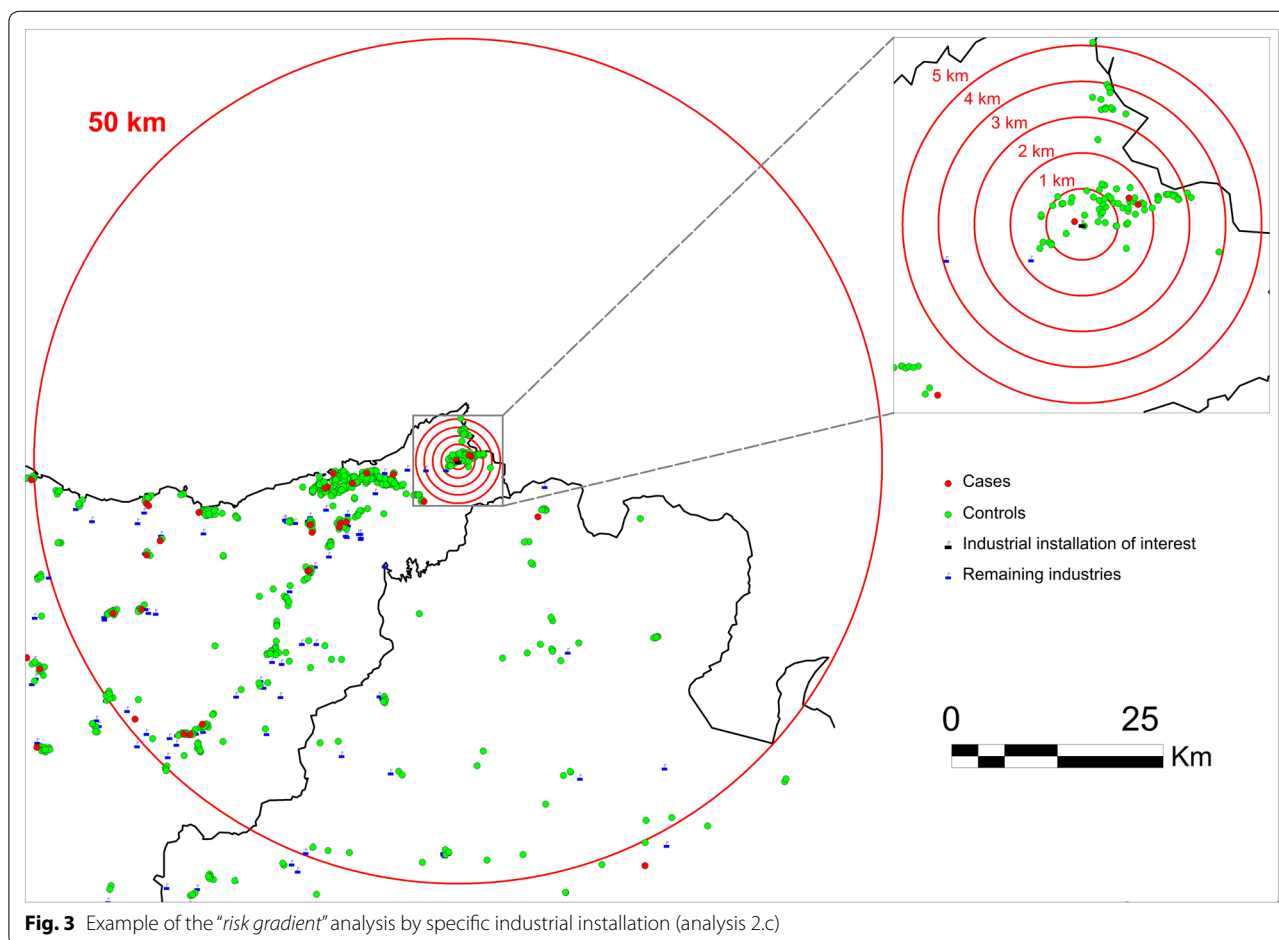 50 km
5 km
4 km
3 km
2 km
1 km
Cases
Controls
Industrial installation of interest
Remaining industries
0 25
Km
Fig. 3 Example of the “risk gradient” analysis by specific industrial installation (analysis 2.c)